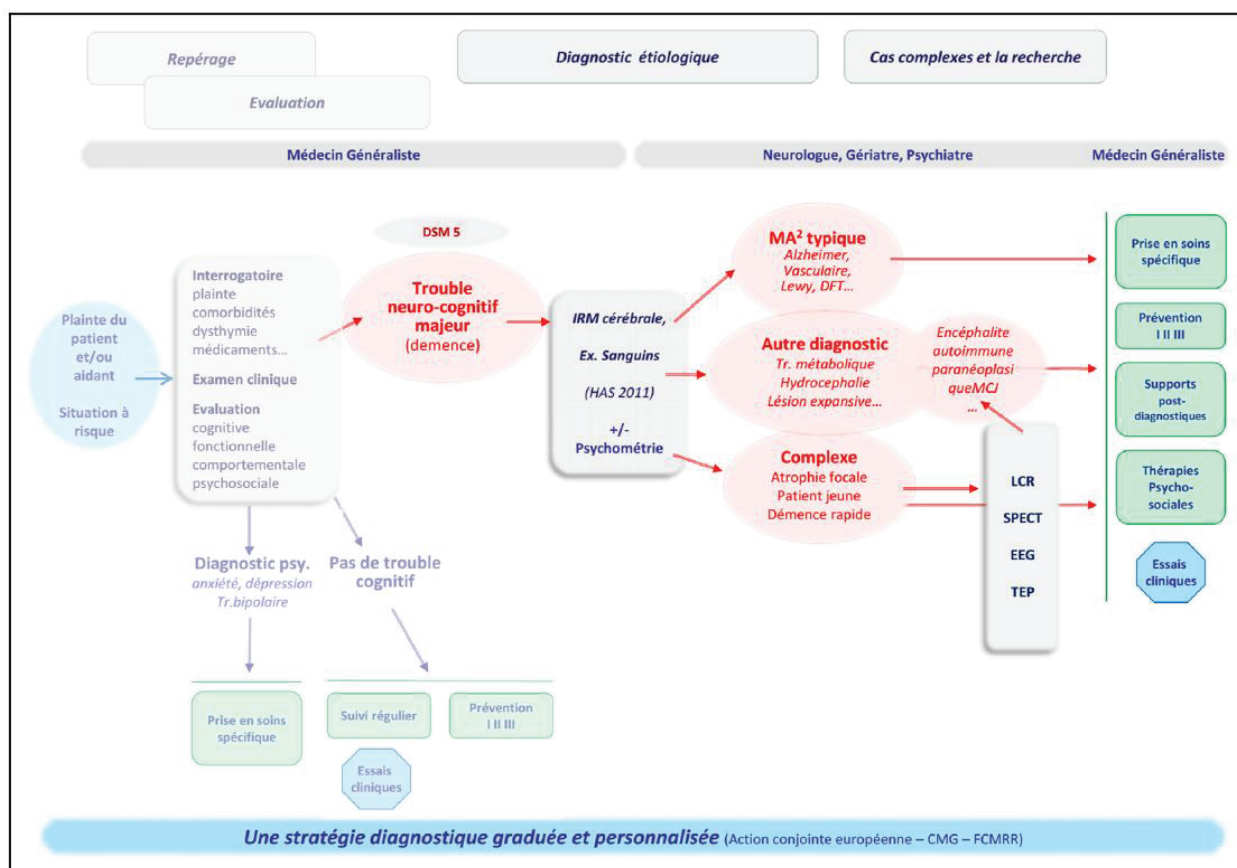 Repérage
Evaluation
Diagnostic étiologique
Cas complexes et la recherche
Médecin Généraliste
Neurologue, Gériatre, Psychiatre
Médecin Généraliste
Plainte du
patient
et/ou
aidant
Situation à
risque
Interrogatoire
plainte
comorbidités
dysthymie
médicaments...
Examen clinique
Evaluation
cognitive
fonctionnelle
comportementale
psychosociale
DSM 5
Trouble
neuro-cognitif
majeur
(demence)
IRM cérébrale,
Ex. Sanguins
(HAS 2011)
+/-
Psychométrie
MA² typique
Alzheimer,
Vasculaire,
Lewy, DFT...
Autre diagnostic
Tr. métabolique
Hydrocephalie
Lésion expansive...
Complexe
Atrophie focale
Patient jeune
Démence rapide
Encéphalite
autoimmune
paranéoplasi
queMCJ
...
LCR
SPECT
EEG
TEP
Prise en soins
spécifique
Prévention
I II III
Supports
post-
diagnostiques
Thérapies
Psycho-
sociales
Essais
cliniques
Diagnostic psy.
anxiété, dépression
Tr.bipolaire
Pas de trouble
cognitif
Prise en soins
spécifique
Suivi régulier
Prévention
I II III
Essais
cliniques
Une stratégie diagnostique graduée et personnalisée (Action conjointe européenne – CMG – FCMRR)